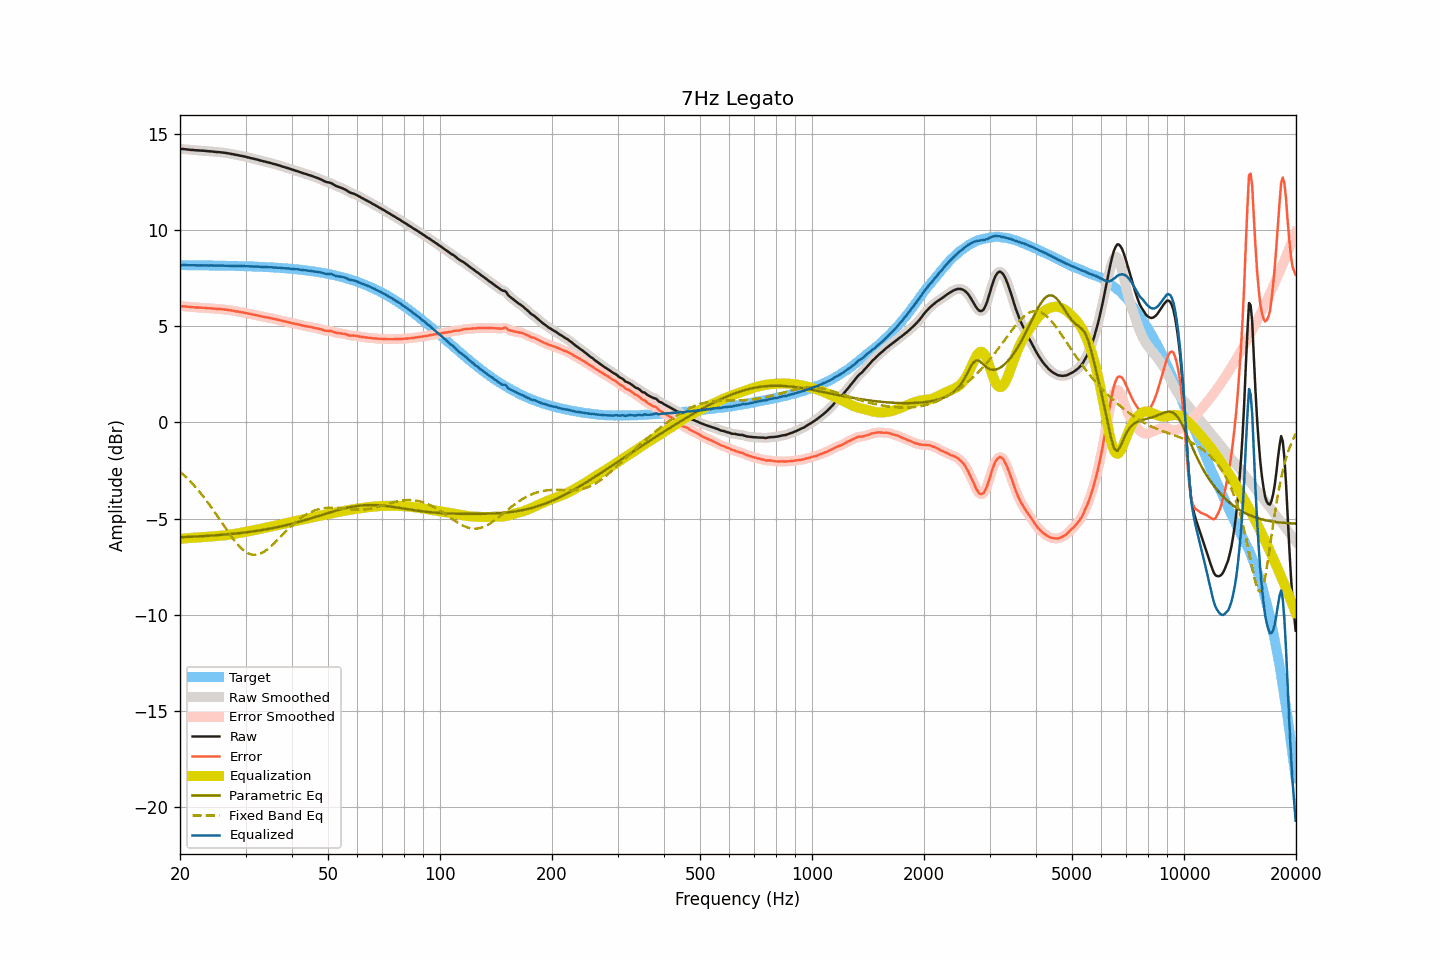 7Hz Legato
Amplitude (dBr)
15
10
5
0
−5
−10
−15
−20
Target
Raw Smoothed
Error Smoothed
Raw
Error
Equalization
Parametric Eq
Fixed Band Eq
Equalized
20 50 100 200 500 1000 2000 5000 10000 20000
Frequency (Hz)